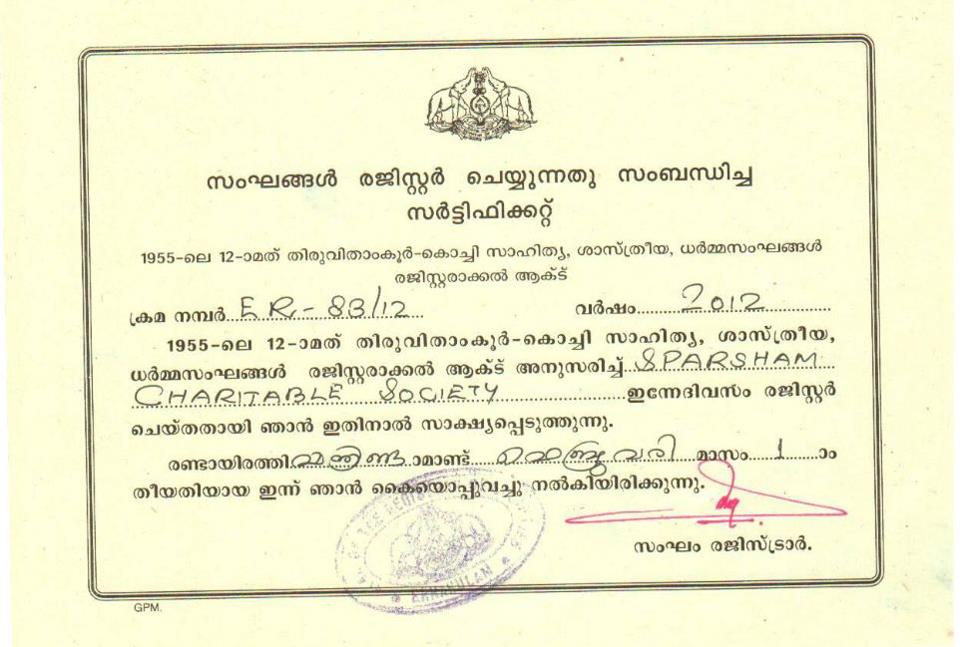 സംഘങ്ങൾ രജിസ്റ്റർ ചെയ്യുന്നതു സംബന്ധിച്ച
സർട്ടിഫിക്കറ്റ്
1955-ലെ 12-ാമത് തിരുവിതാംകൂർ-കൊച്ചി സാഹിത്യ, ശാസ്ത്രീയ, ധർമ്മസംഘങ്ങൾ
രജിസ്റ്ററാക്കൽ ആക്ട്
ക്രമ നമ്പർ ER-83/12 വർഷം 2012
1955-ലെ 12-ാമത് തിരുവിതാംകൂർ-കൊച്ചി സാഹിത്യ, ശാസ്ത്രീയ,
ധർമ്മസംഘങ്ങൾ രജിസ്റ്ററാക്കൽ ആക്ട് അനുസരിച്ച് SPARSHAM
CHARITABLE SOCIETY ഇന്നേദിവസം രജിസ്റ്റർ
ചെയ്തതായി ഞാൻ ഇതിനാൽ സാക്ഷ്യപ്പെടുത്തുന്നു.
രണ്ടായിരത്തി ാമാണ്ട് ഫെബ്രുവരി മാസം 1 ാം
തീയതിയായ ഇന്ന് ഞാൻ കൈയൊപ്പുവച്ചു നൽകിയിരിക്കുന്നു.
സംഘം രജിസ്ട്രാർ.
ERNAKULAM
GPM.